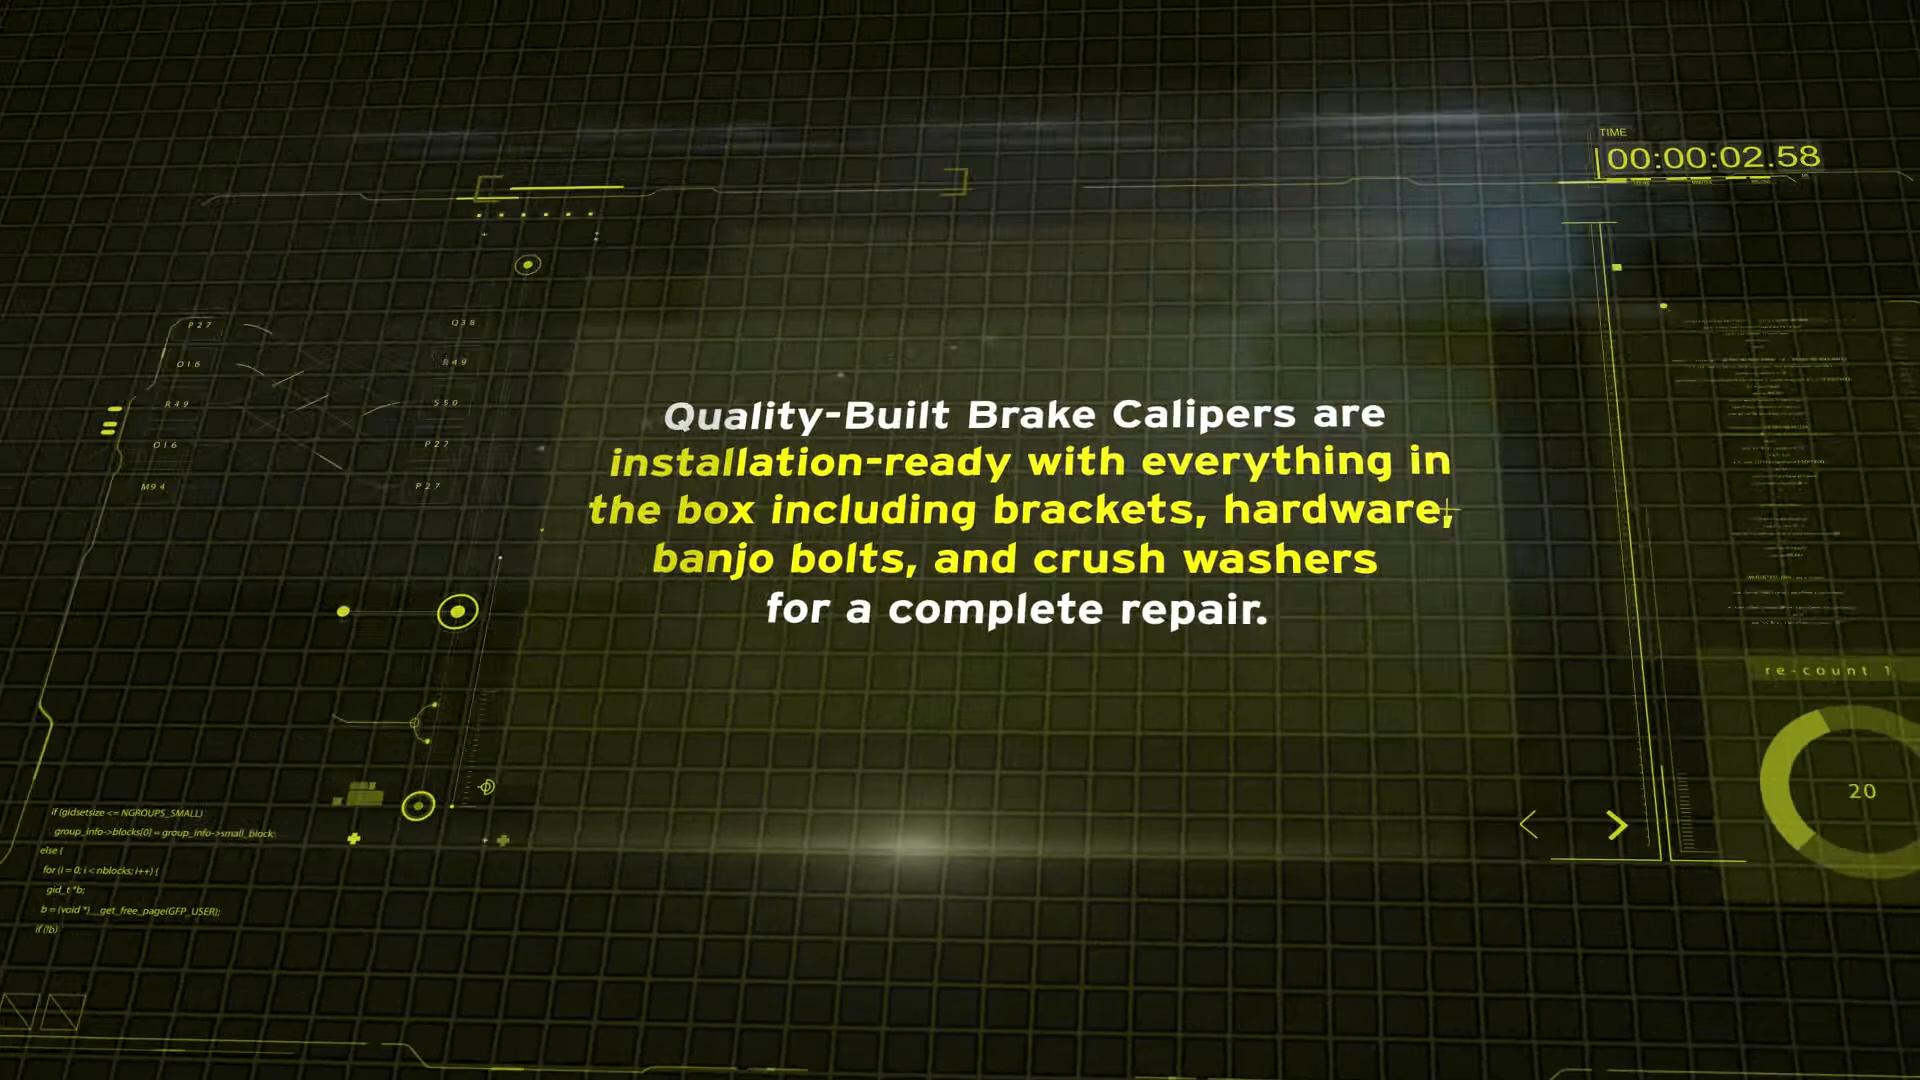 TIME
00:00:02.58
P27
Q38
O16
R49
R49
S50
O16
P27
M94
P27
Quality-Built Brake Calipers are
installation-ready with everything in
the box including brackets, hardware,
banjo bolts, and crush washers
for a complete repair.
re-count 1
20
if (gidsetsize <= NGROUPS_SMALL)
group_info->blocks[0] = group_info->small_block;
else {
for (i = 0; i < nblocks; i++) {
gid_t *b;
b = (void *)__get_free_page(GFP_USER);
if (!b)